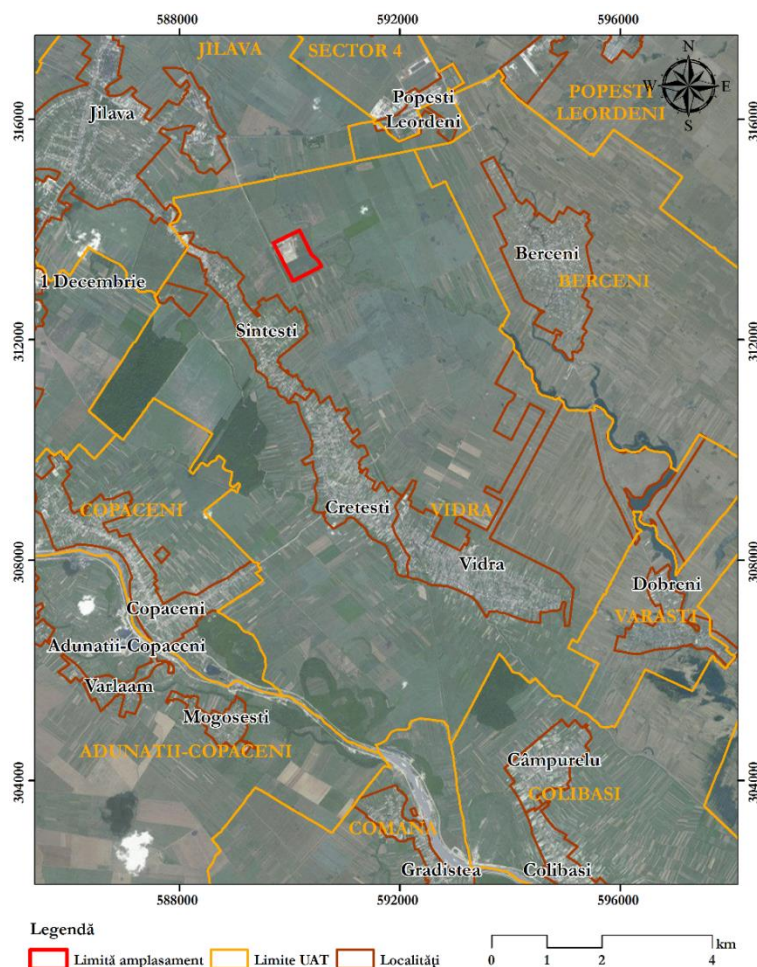 588000 592000 596000
JILAVA SECTOR 4
N
W E
S
Popesti
Leordeni
POPESTI
LEORDENI
316000 316000
Jilava
Berceni
BERCENI
1 Decembrie
Sintesti
312000 312000
COPACENI
Cretesti
VIDRA
Vidra
308000 308000
Dobreni
VARASTI
Copaceni
Adunatii-Copaceni
Varlaam
Mogosesti
ADUNATII-COPACENI
Câmpurelu
COLIBASI
304000 304000
COMANA
Gradistea
Colibasi
588000 592000 596000
Legendă
Limită amplasament Limite UAT Localităţi
km
0 1 2 4